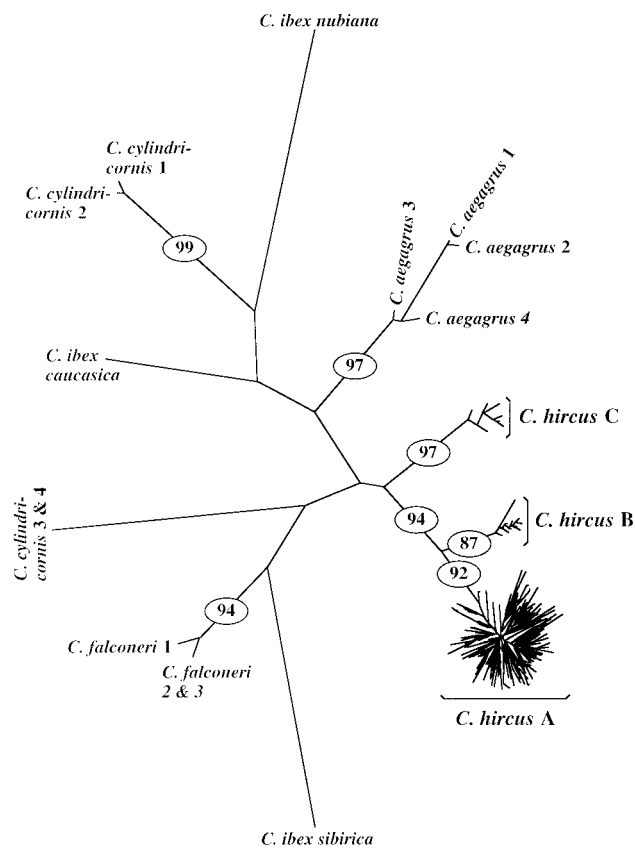 C. ibex nubiana
C. cylindri-
cornis 1
C. cylindri-
cornis 2
99
C. aegagrus 1
C. aegagrus 3
C. aegagrus 2
C. aegagrus 4
C. ibex
caucasica
97
C. hircus C
97
C. cylindri-
cornis 3 & 4
94
C. hircus B
87
92
94
C. falconeri 1
C. falconeri
2 & 3
C. hircus A
C. ibex sibirica